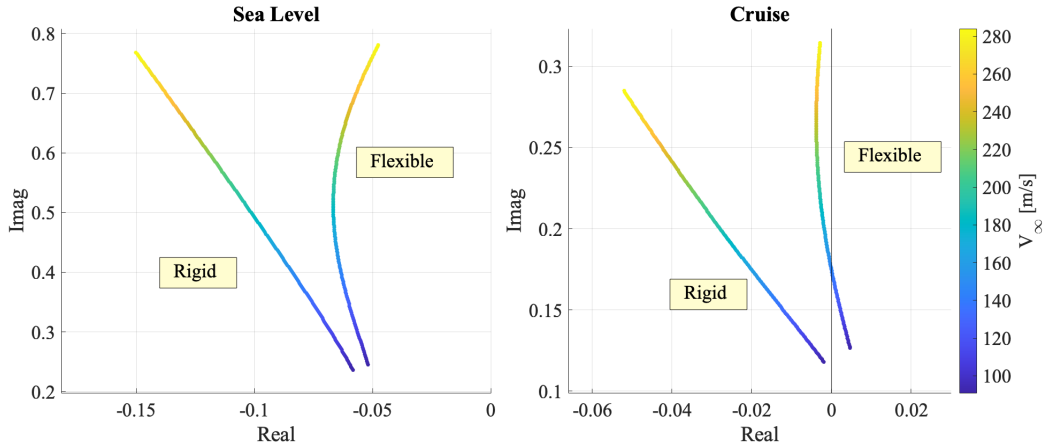 Sea Level
0.8
0.7
0.6
0.5
0.4
0.3
0.2
Imag
Flexible
Rigid
-0.15
-0.1
-0.05
0
Real
Cruise
0.3
0.25
0.2
0.15
0.1
Imag
Flexible
Rigid
-0.06
-0.04
-0.02
0
0.02
Real
280
260
240
220
200
180
160
140
120
100
V∞ [m/s]